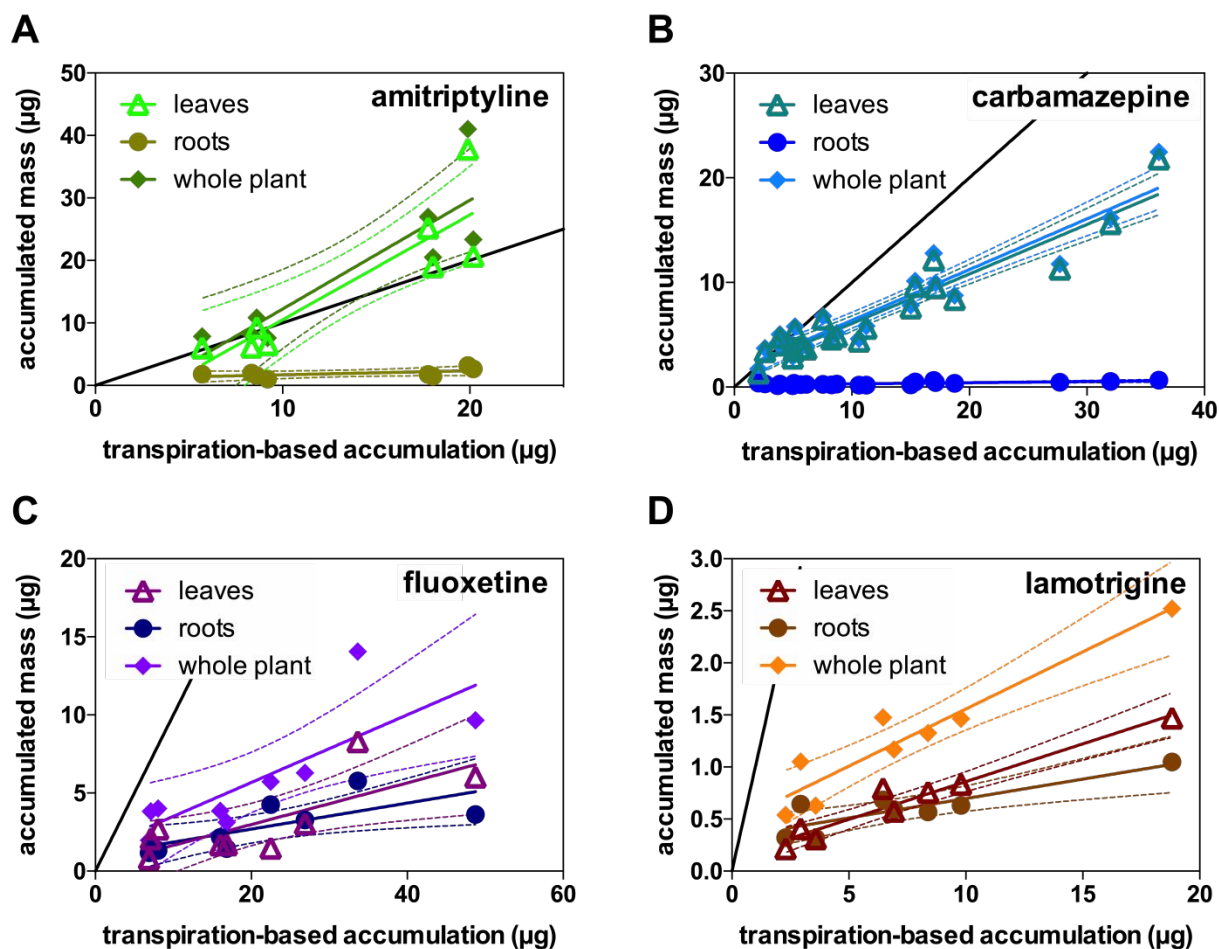 A
amitriptyline
leaves
roots
whole plant
accumulated mass (µg)
50
40
30
20
10
0
0
10
20
transpiration-based accumulation (µg)
B
carbamazepine
leaves
roots
whole plant
accumulated mass (µg)
30
20
10
0
0
10
20
30
40
transpiration-based accumulation (µg)
C
fluoxetine
leaves
roots
whole plant
accumulated mass (µg)
20
15
10
5
0
0
20
40
60
transpiration-based accumulation (µg)
D
lamotrigine
leaves
roots
whole plant
accumulated mass (µg)
3.0
2.5
2.0
1.5
1.0
0.5
0.0
0
5
10
15
20
transpiration-based accumulation (µg)